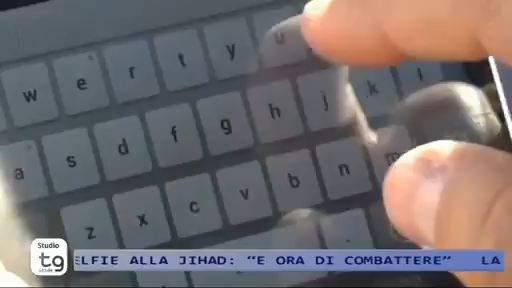 w e r t y u
a s d f g h j k l
z x c v b n m
Studio
tg
ELFIE ALLA JIHAD: “E ORA DI COMBATTERE” LA